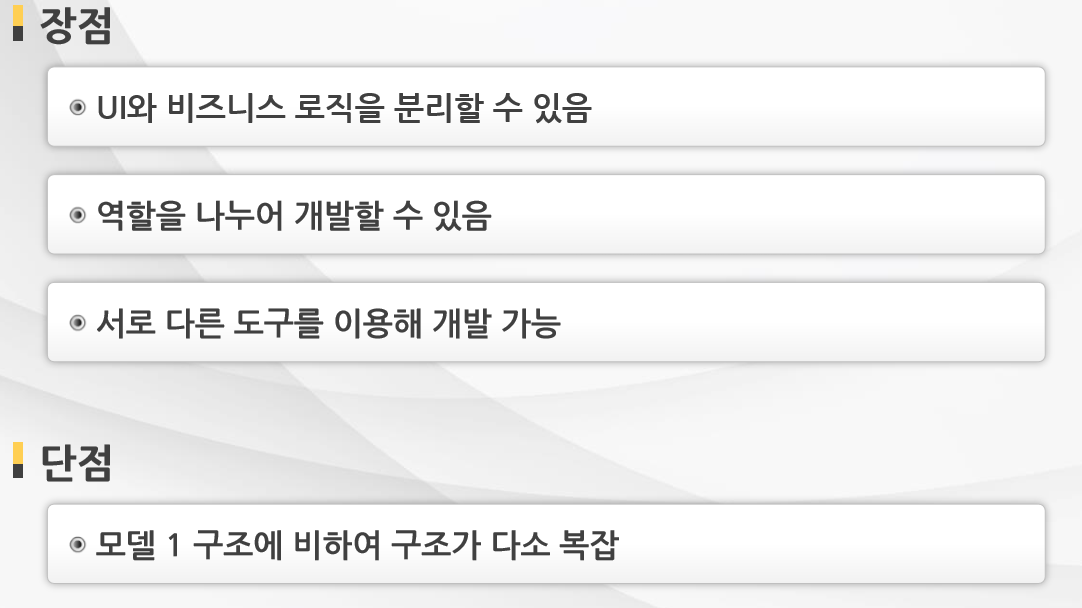 장점
UI와 비즈니스 로직을 분리할 수 있음
역할을 나누어 개발할 수 있음
서로 다른 도구를 이용해 개발 가능
단점
모델 1 구조에 비하여 구조가 다소 복잡